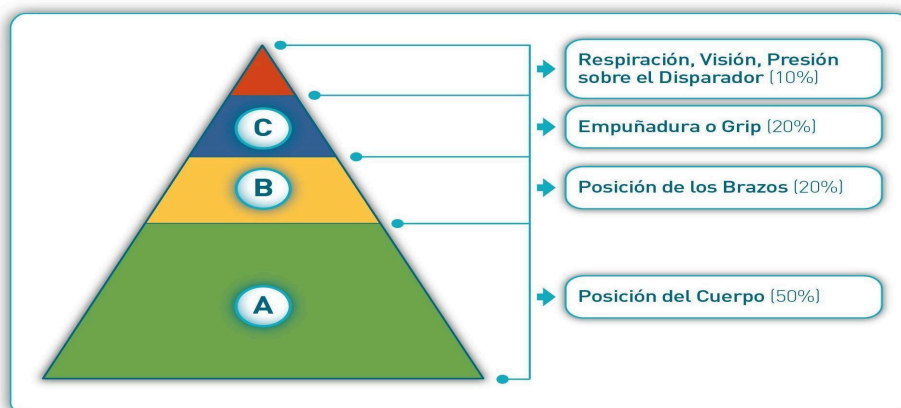 Respiración, Visión, Presión
sobre el Disparador (10%)
C
Empuñadura o Grip (20%)
B
Posición de los Brazos (20%)
A
Posición del Cuerpo (50%)